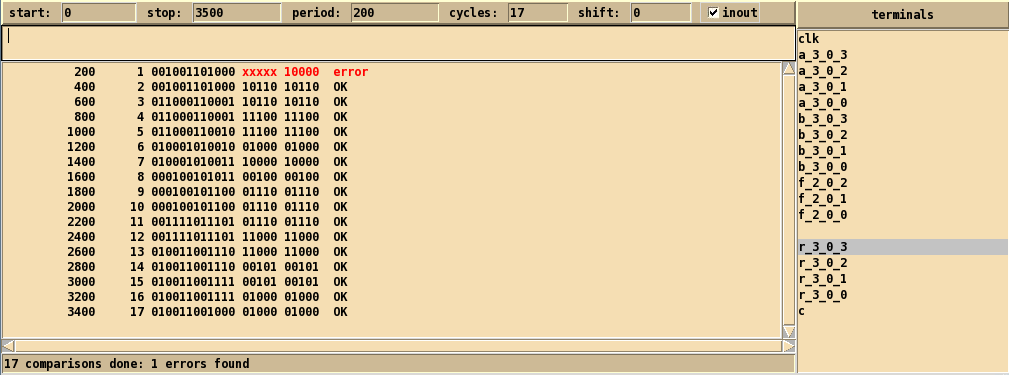 start: 0 stop: 3500 period: 200 cycles: 17 shift: 0 inout
200 1 001001101000 xxxxx 10000 error
400 2 001001101000 10110 10110 OK
600 3 011000110001 10110 10110 OK
800 4 011000110001 11100 11100 OK
1000 5 011000110010 11100 11100 OK
1200 6 010001010010 01000 01000 OK
1400 7 010001010011 10000 10000 OK
1600 8 000100101011 00100 00100 OK
1800 9 000100101100 01110 01110 OK
2000 10 000100101100 01110 01110 OK
2200 11 001111011101 01110 01110 OK
2400 12 001111011101 11000 11000 OK
2600 13 010011001110 11000 11000 OK
2800 14 010011001110 00101 00101 OK
3000 15 010011001111 00101 00101 OK
3200 16 010011001111 01000 01000 OK
3400 17 010011001000 01000 01000 OK
17 comparisons done: 1 errors found
terminals
clk
a_3_0_3
a_3_0_2
a_3_0_1
a_3_0_0
b_3_0_3
b_3_0_2
b_3_0_1
b_3_0_0
f_2_0_2
f_2_0_1
f_2_0_0
r_3_0_3
r_3_0_2
r_3_0_1
r_3_0_0
c